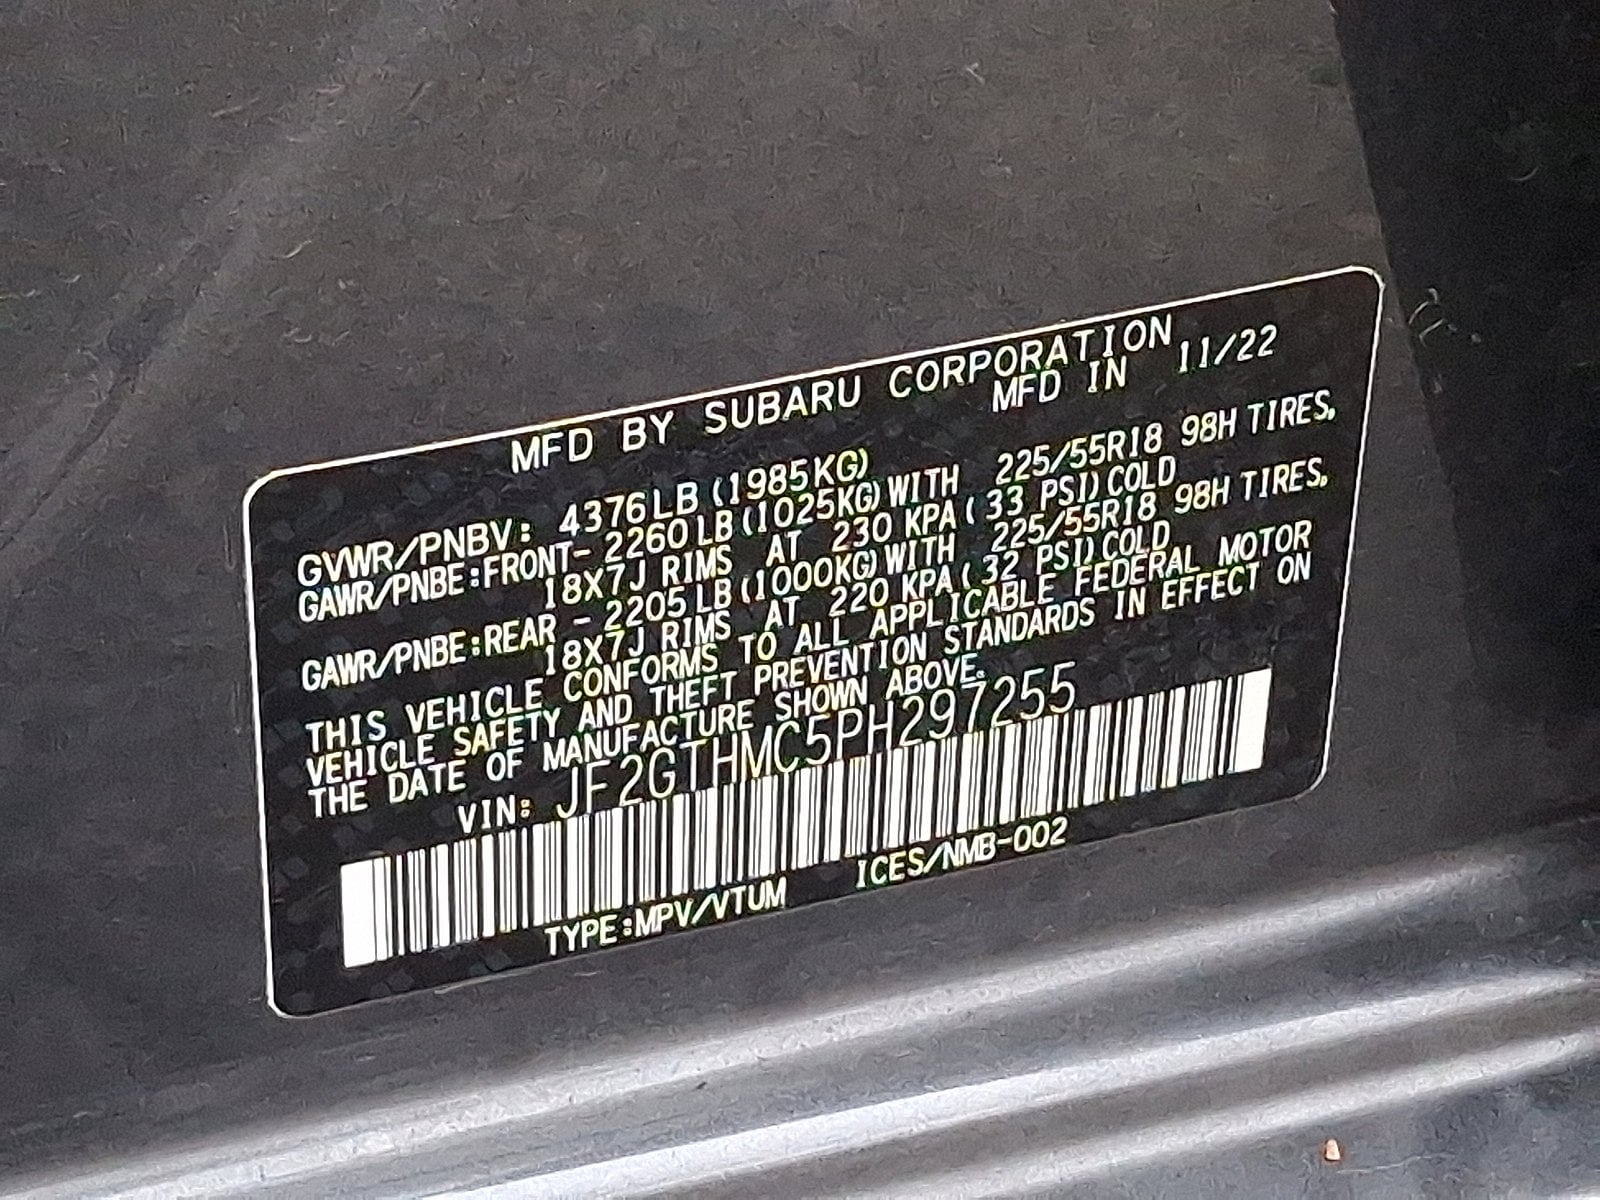 MFD BY SUBARU CORPORATION
MFD IN 11/22
GVWR/PNBV: 4376LB(1985KG)
GAWR/PNBE:FRONT- 2260LB(1025KG)WITH 225/55R18 98H TIRES,
18X7J RIMS AT 230 KPA(33 PSI)COLD
GAWR/PNBE:REAR - 2205LB(1000KG)WITH 225/55R18 98H TIRES,
18X7J RIMS AT 220 KPA(32 PSI)COLD
THIS VEHICLE CONFORMS TO ALL APPLICABLE FEDERAL MOTOR
VEHICLE SAFETY AND THEFT PREVENTION STANDARDS IN EFFECT ON
THE DATE OF MANUFACTURE SHOWN ABOVE.
VIN: JF2GTHMC5PH297255
TYPE:MPV/VTUM ICES/NMB-002